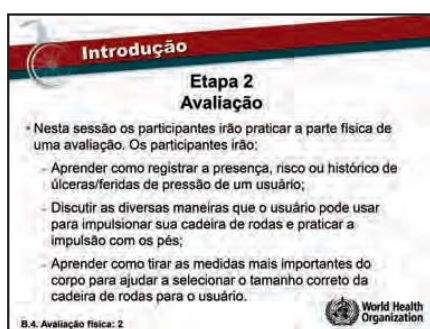 Introdução
Etapa 2
Avaliação
• Nesta sessão os participantes irão praticar a parte física de
uma avaliação. Os participantes irão:
- Aprender como registrar a presença, risco ou histórico de
úlceras/feridas de pressão de um usuário;
- Discutir as diversas maneiras que o usuário pode usar
para impulsionar sua cadeira de rodas e praticar a
impulsão com os pés;
- Aprender como tirar as medidas mais importantes do
corpo para ajudar a selecionar o tamanho correto da
cadeira de rodas para o usuário.
B.4. Avaliação física: 2
World Health
Organization